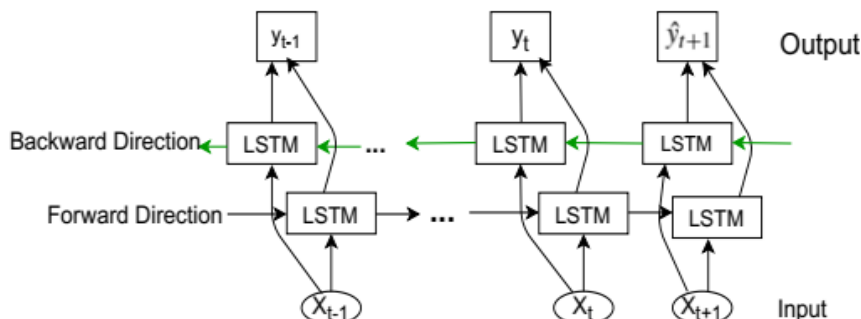 y_{t-1} y_t ŷ_{t+1} Output
Backward Direction LSTM ... LSTM LSTM
Forward Direction LSTM ... LSTM LSTM
X_{t-1} X_t X_{t+1} Input